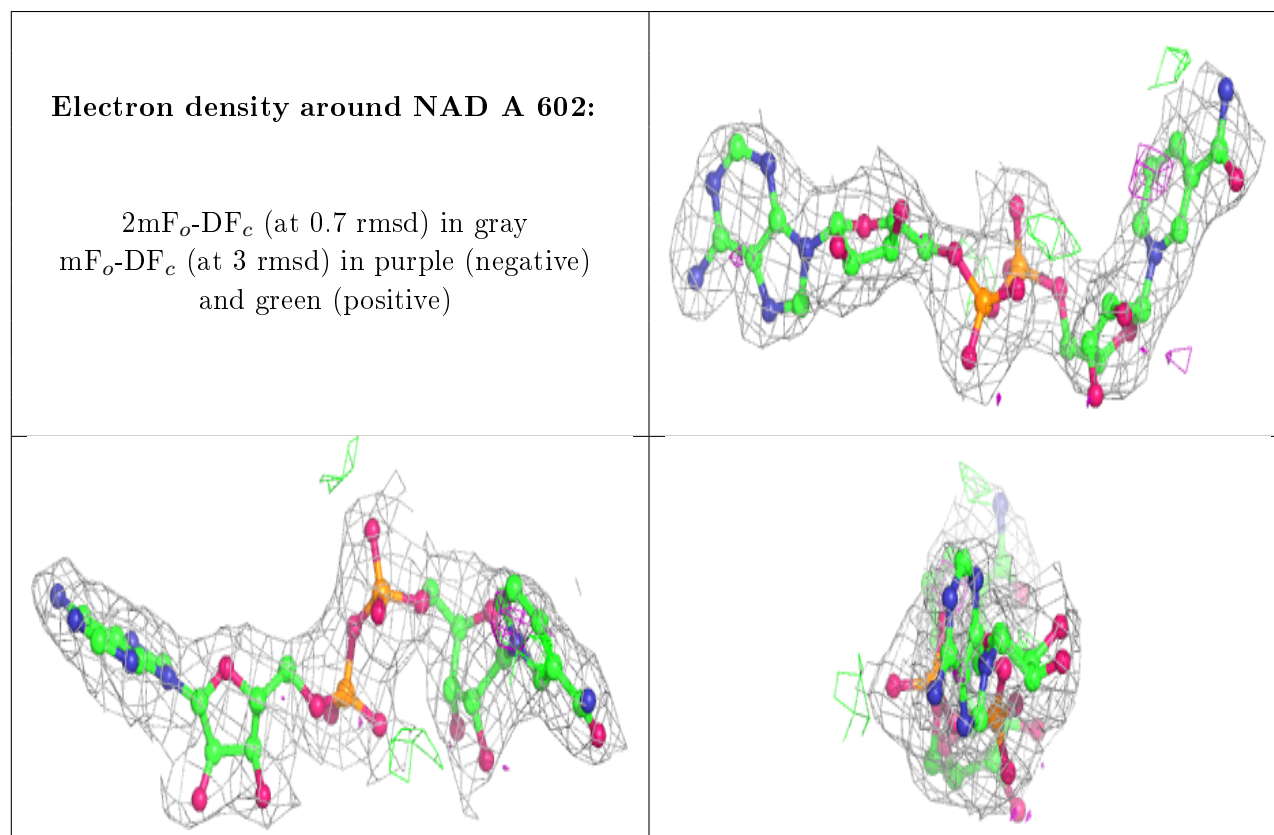 Electron density around NAD A 602:
2mFₒ-DF𝒸 (at 0.7 rmsd) in gray
mFₒ-DF𝒸 (at 3 rmsd) in purple (negative)
and green (positive)